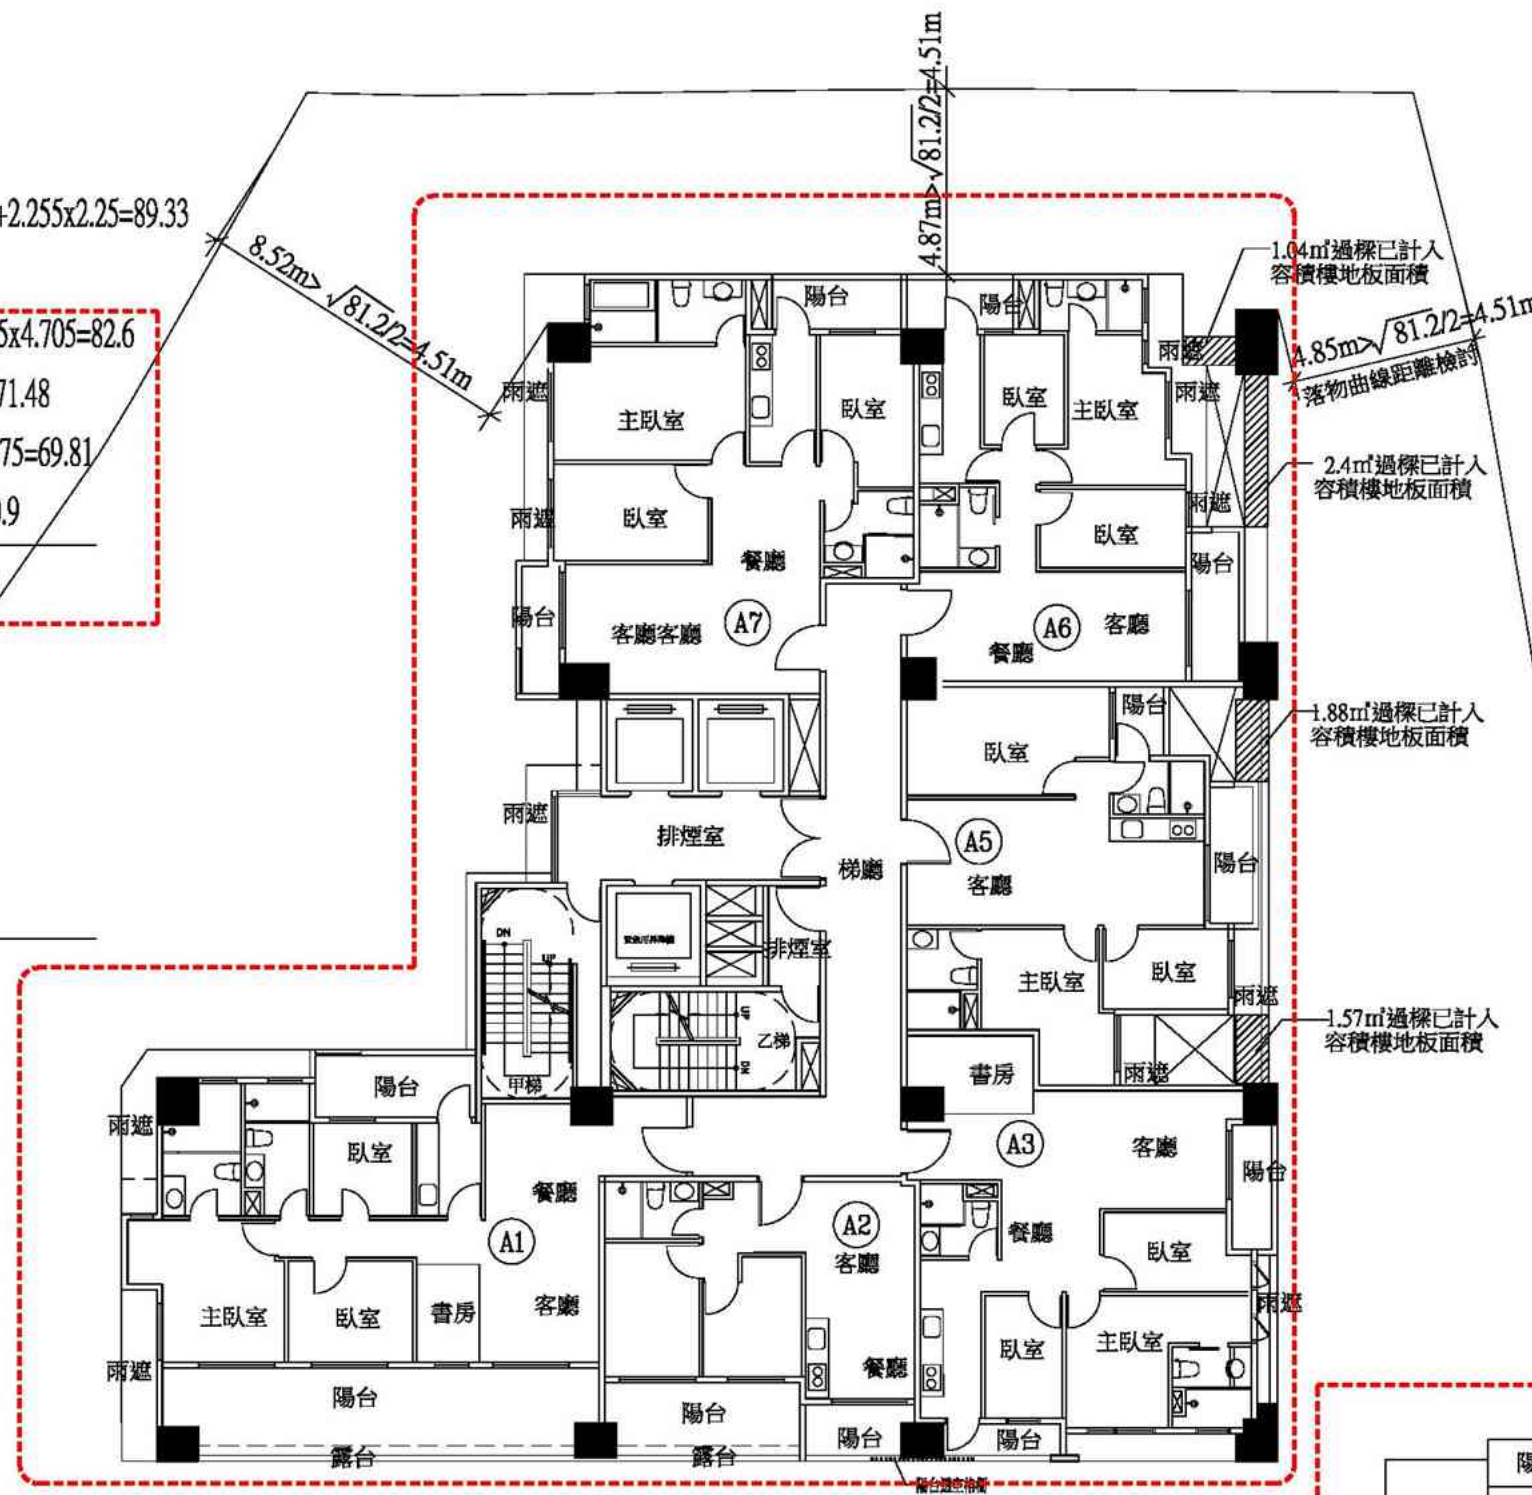 +2.255x2.25=89.33
5x4.705=82.6
71.48
75=69.81
0.9
8.52m>√81.2/2=4.51m
4.87m>√81.2/2=4.51m
4.85m>√81.2/2=4.51m
落物曲線距離檢討
1.04㎡過樑已計入
容積樓地板面積
2.4㎡過樑已計入
容積樓地板面積
1.88㎡過樑已計入
容積樓地板面積
1.57㎡過樑已計入
容積樓地板面積
陽台
陽台
雨遮
雨遮
雨遮
主臥室
臥室
臥室
主臥室
雨遮
雨遮
臥室
臥室
餐廳
陽台
陽台
客廳客廳
A7
A6
客廳
餐廳
陽台
臥室
雨遮
排煙室
A5
梯廳
客廳
陽台
DN
UP
排煙室
主臥室
臥室
雨遮
UP
乙梯
DN
甲梯
書房
雨遮
陽台
雨遮
臥室
A3
客廳
陽台
餐廳
A1
A2
客廳
餐廳
臥室
主臥室
臥室
書房
客廳
雨遮
臥室
主臥室
雨遮
餐廳
陽台
陽台
陽台
陽台
露台
露台